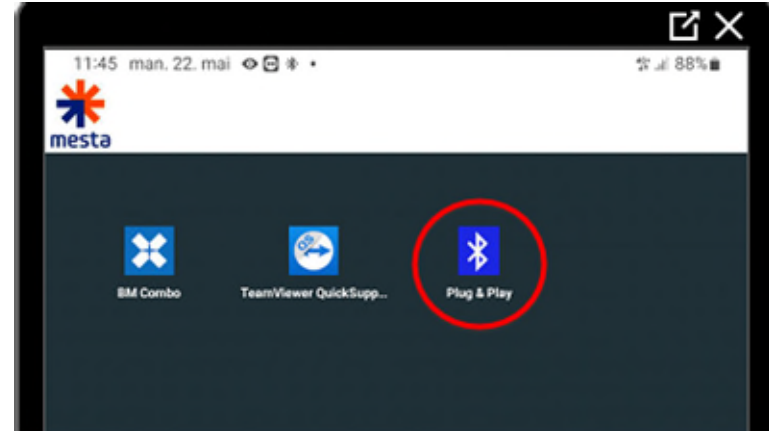 11:45 man. 22. mai
88%
mesta
BM Combo
TeamViewer QuickSupp...
Plug & Play